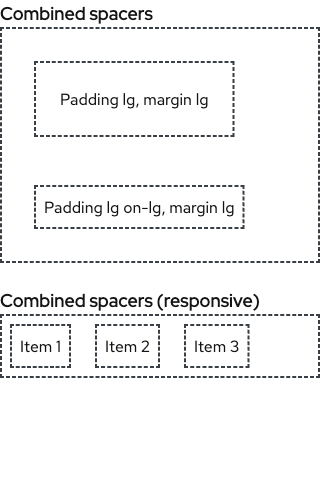 Combined spacers
Padding lg, margin lg
Padding lg on-lg, margin lg
Combined spacers (responsive)
Item 1 Item 2 Item 3